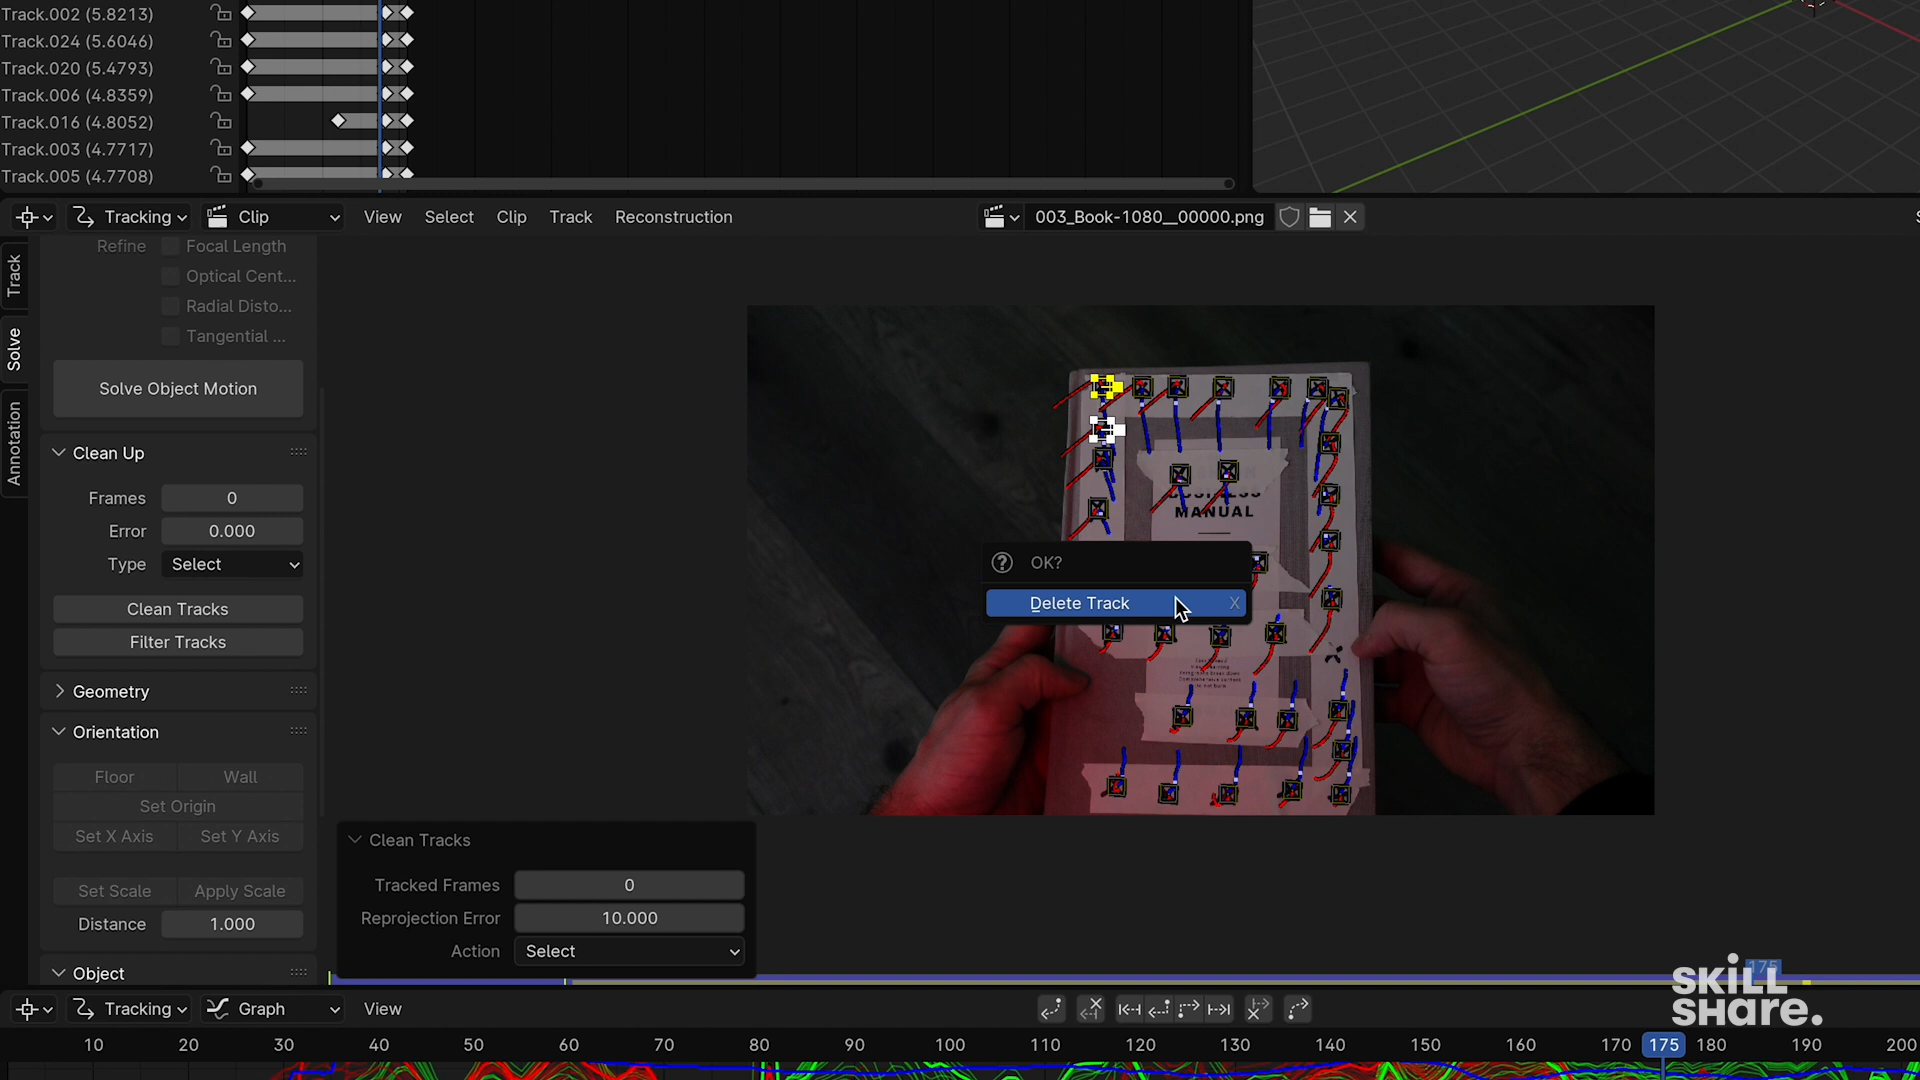 Track.002 (5.8213)
Track.024 (5.6046)
Track.020 (5.4793)
Track.006 (4.8359)
Track.016 (4.8052)
Track.003 (4.7717)
Track.005 (4.7708)
Tracking
Clip
View
Select
Clip
Track
Reconstruction
003_Book-1080__00000.png
Track
Solve
Annotation
Refine
Focal Length
Optical Cent...
Radial Disto...
Tangential ...
Solve Object Motion
Clean Up
Frames 0
Error 0.000
Type Select
Clean Tracks
Filter Tracks
Geometry
Orientation
Floor Wall
Set Origin
Set X Axis Set Y Axis
Set Scale Apply Scale
Distance 1.000
Object
BUSINESS
MANUAL
OK?
Delete Track X
Clean Tracks
Tracked Frames 0
Reprojection Error 10.000
Action Select
175
SKILL
SHARE.
Tracking
Graph
View
10 20 30 40 50 60 70 80 90 100 110 120 130 140 150 160 170 175 180 190 200